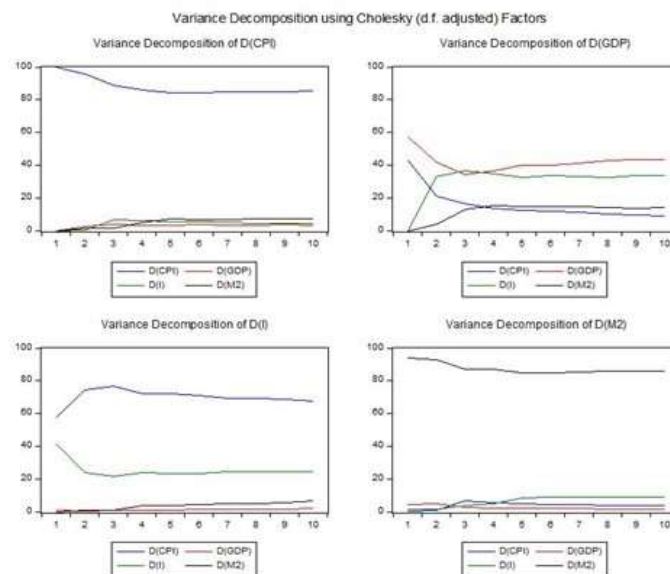 Variance Decomposition using Cholesky (d.f. adjusted) Factors
Variance Decomposition of D(CPI)
100
80
60
40
20
0
1 2 3 4 5 6 7 8 9 10
D(CPI) D(GDP)
D(I) D(M2)
Variance Decomposition of D(GDP)
100
80
60
40
20
0
1 2 3 4 5 6 7 8 9 10
D(CPI) D(GDP)
D(I) D(M2)
Variance Decomposition of D(I)
100
80
60
40
20
0
1 2 3 4 5 6 7 8 9 10
D(CPI) D(GDP)
D(I) D(M2)
Variance Decomposition of D(M2)
100
80
60
40
20
0
1 2 3 4 5 6 7 8 9 10
D(CPI) D(GDP)
D(I) D(M2)